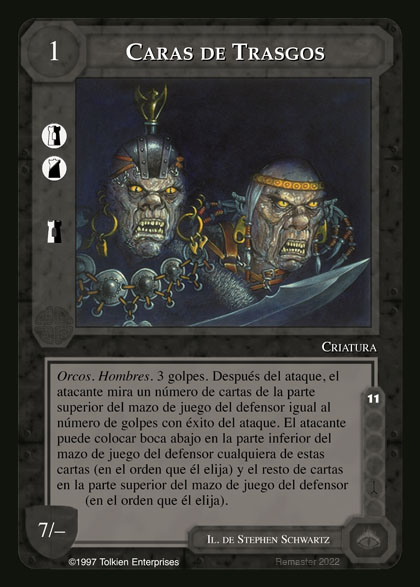 1
CARAS DE TRASGOS
CRIATURA
Orcos. Hombres. 3 golpes. Después del ataque, el
atacante mira un número de cartas de la parte
superior del mazo de juego del defensor igual al
número de golpes con éxito del ataque. El atacante
puede colocar boca abajo en la parte inferior del
mazo de juego del defensor cualquiera de estas
cartas (en el orden que él elija) y el resto de cartas
en la parte superior del mazo de juego del defensor
(en el orden que él elija).
11
7/–
IL. DE STEPHEN SCHWARTZ
©1997 Tolkien Enterprises
Remaster 2022